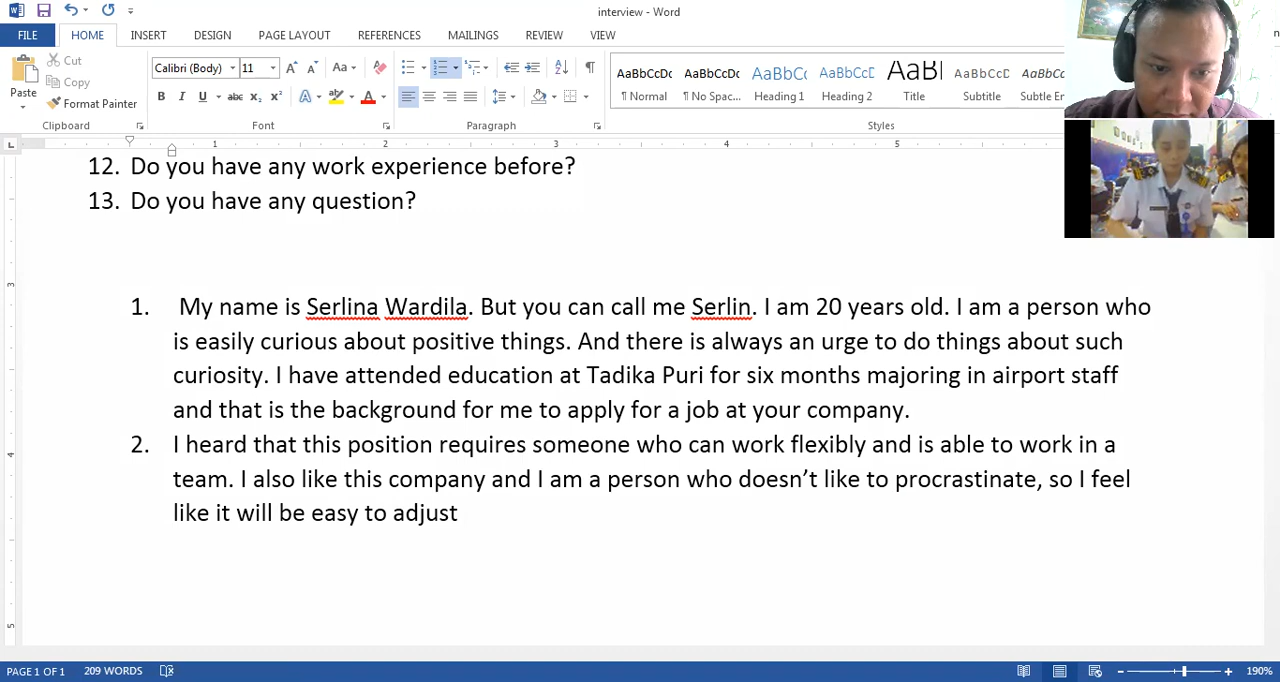 interview - Word
FILE HOME INSERT DESIGN PAGE LAYOUT REFERENCES MAILINGS REVIEW VIEW
Paste
Cut
Copy
Format Painter
Calibri (Body) 11
Clipboard Font Paragraph Styles
AaBbCcDc AaBbCcDc AaBbCc AaBbCcD AaBI AaBbCcD AaBbCcD
¶ Normal ¶ No Spac... Heading 1 Heading 2 Title Subtitle Subtle En
12. Do you have any work experience before?
13. Do you have any question?
1. My name is Serlina Wardila. But you can call me Serlin. I am 20 years old. I am a person who
is easily curious about positive things. And there is always an urge to do things about such
curiosity. I have attended education at Tadika Puri for six months majoring in airport staff
and that is the background for me to apply for a job at your company.
2. I heard that this position requires someone who can work flexibly and is able to work in a
team. I also like this company and I am a person who doesn’t like to procrastinate, so I feel
like it will be easy to adjust
PAGE 1 OF 1 209 WORDS 190%